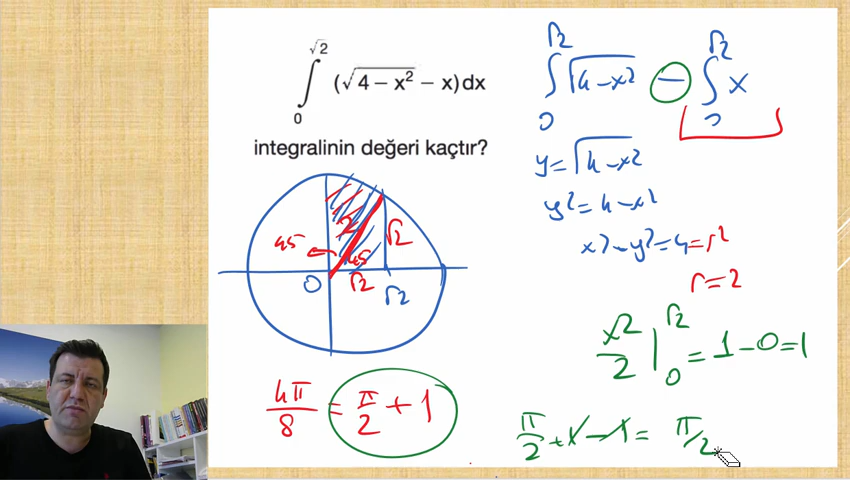 √2
∫ (√4 – x² – x) dx
0
integralinin değeri kaçtır?
√2 √2
∫ √4–x² – ∫ x
0 0
y = √4–x²
y² = 4–x²
x²–y² = 4 = r²
r = 2
2
√2
45
45
0 √2 √2
x²/2 |₀^√2 = 1 – 0 = 1
4π/8 = π/2 + 1
π/2 + 1 – 1 = π/2